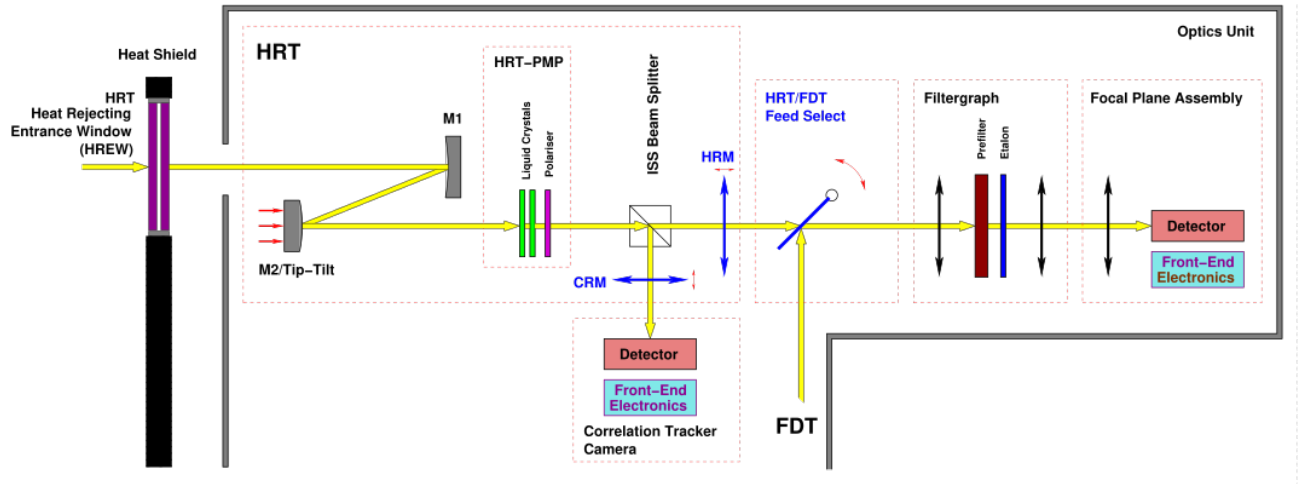 Optics Unit
Heat Shield
HRT
Heat Rejecting
Entrance Window
(HREW)
HRT
M1
M2/Tip-Tilt
HRT-PMP
Liquid Crystals
Polariser
ISS Beam Splitter
HRM
CRM
Detector
Front-End
Electronics
Correlation Tracker
Camera
HRT/FDT
Feed Select
FDT
Filtergraph
Prefilter
Etalon
Focal Plane Assembly
Detector
Front-End
Electronics